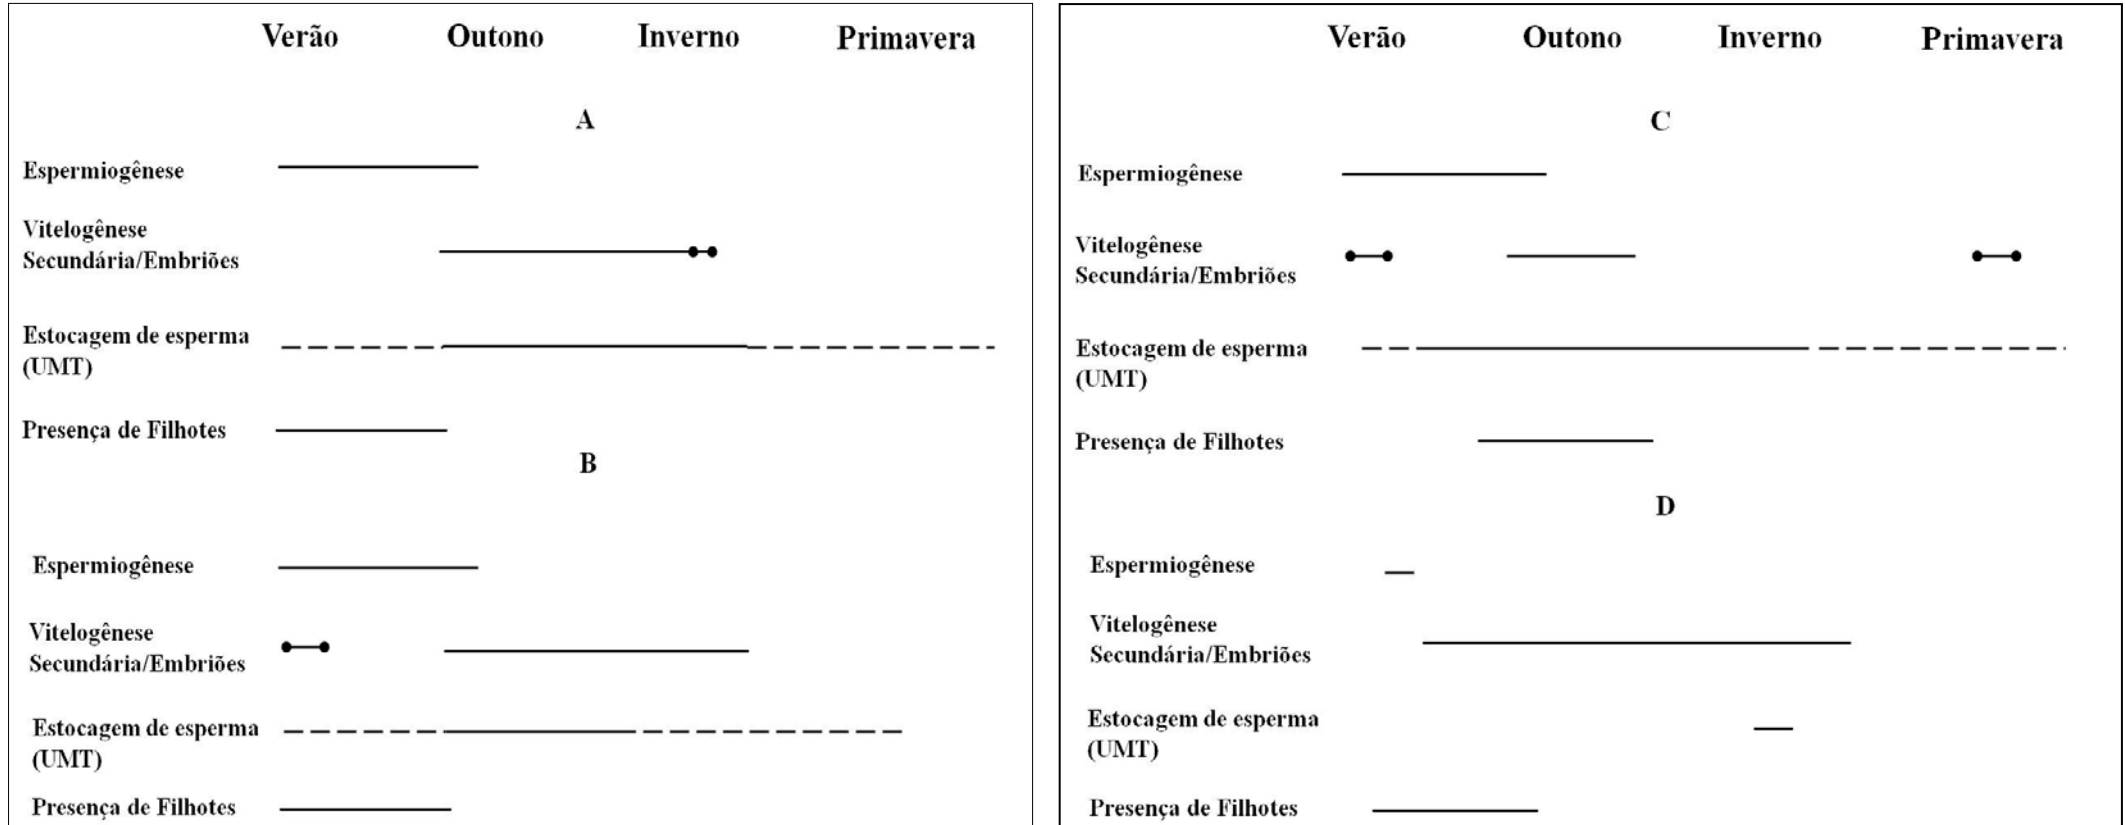 Verão Outono Inverno Primavera
A
Espermiogênese
Vitelogênese
Secundária/Embriões
Estocagem de esperma
(UMT)
Presença de Filhotes
B
Espermiogênese
Vitelogênese
Secundária/Embriões
Estocagem de esperma
(UMT)
Presença de Filhotes
Verão Outono Inverno Primavera
C
Espermiogênese
Vitelogênese
Secundária/Embriões
Estocagem de esperma
(UMT)
Presença de Filhotes
D
Espermiogênese
Vitelogênese
Secundária/Embriões
Estocagem de esperma
(UMT)
Presença de Filhotes